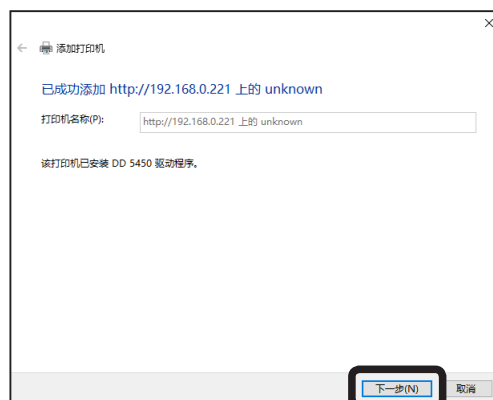 添加打印机
已成功添加 http://192.168.0.221 上的 unknown
打印机名称(P): http://192.168.0.221 上的 unknown
该打印机已安装 DD 5450 驱动程序。
下一步(N) 取消